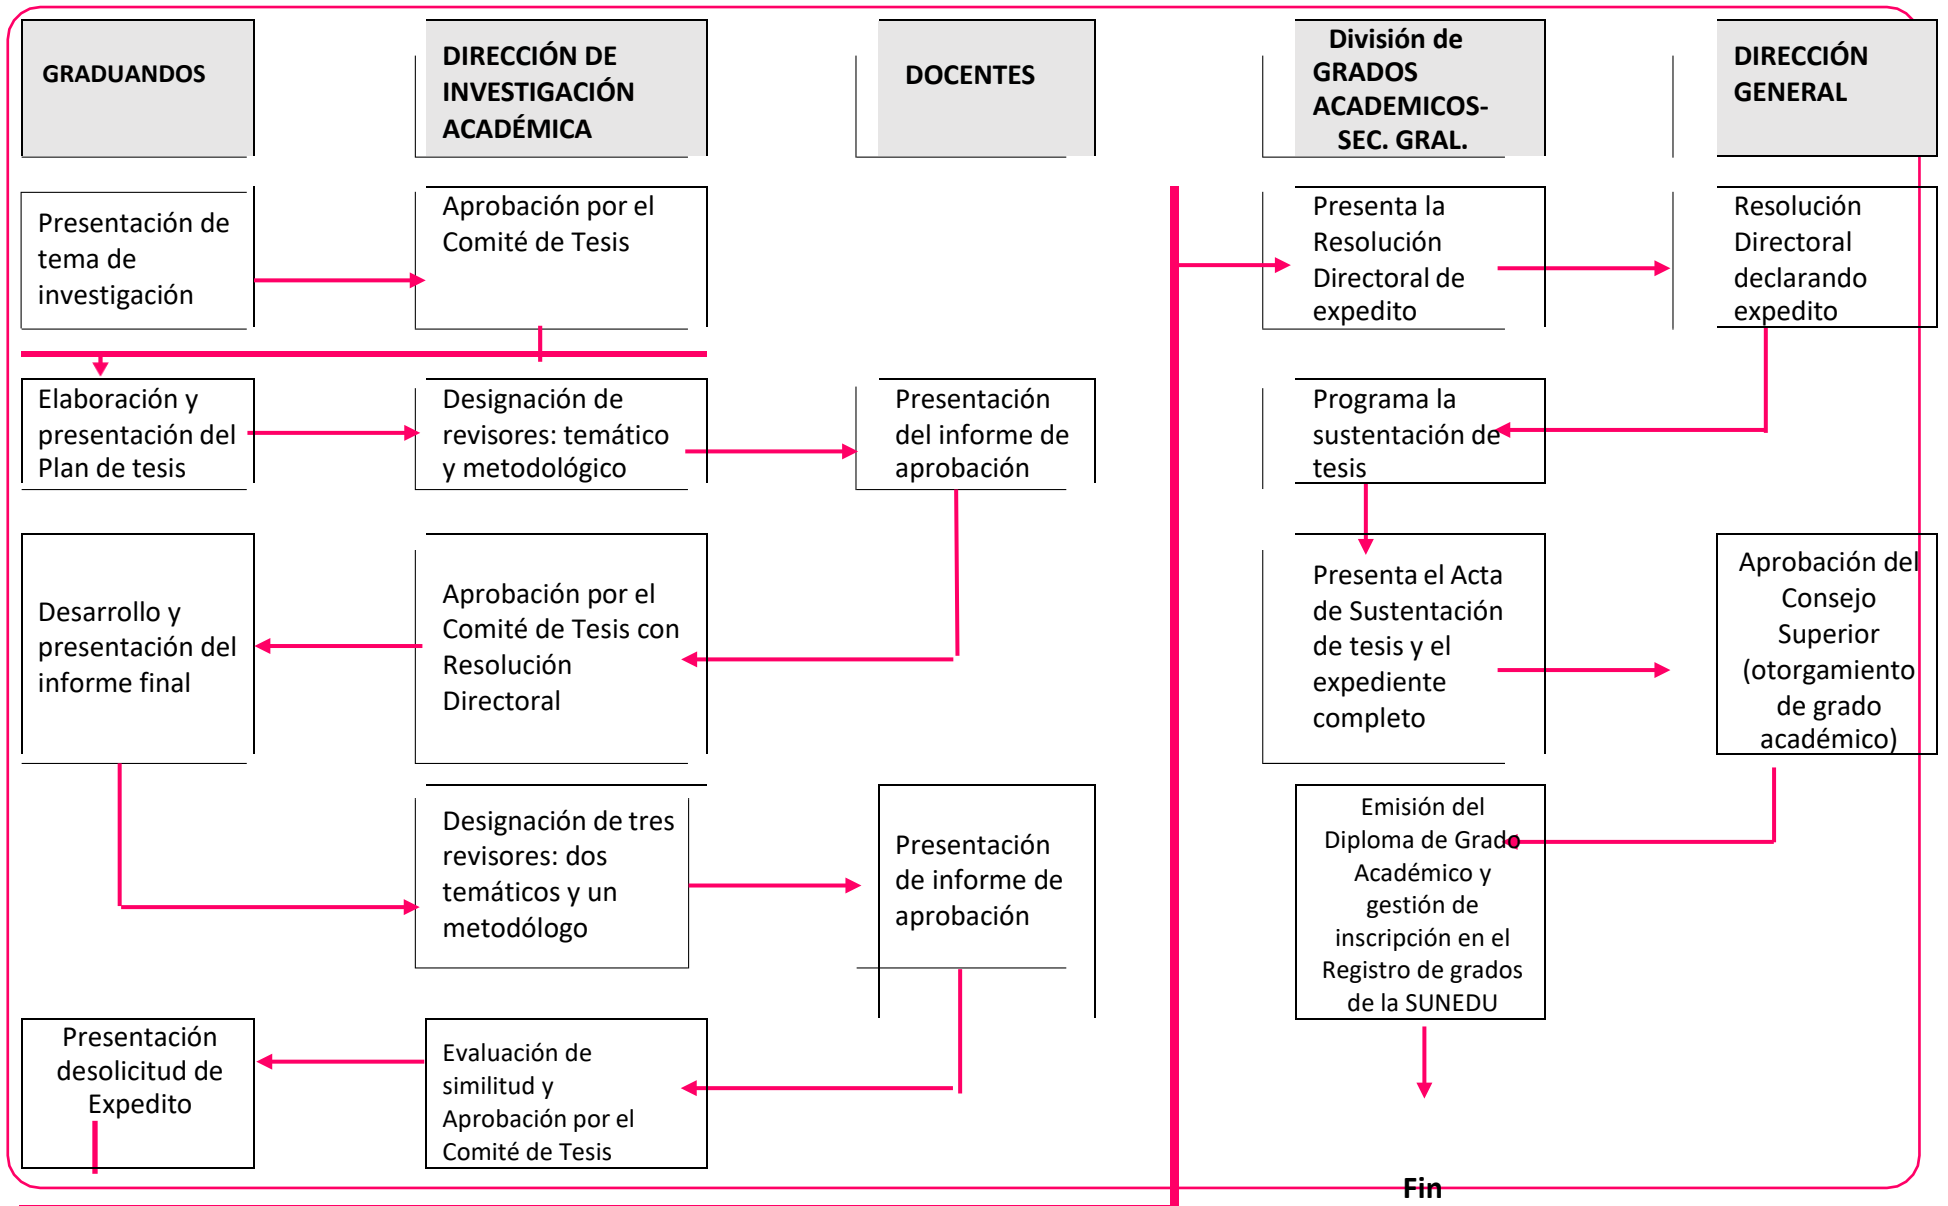 GRADUANDOS
DIRECCIÓN DE
INVESTIGACIÓN
ACADÉMICA
DOCENTES
División de
GRADOS
ACADEMICOS-
SEC. GRAL.
DIRECCIÓN
GENERAL
Presentación de
tema de
investigación
Aprobación por el
Comité de Tesis
Presenta la
Resolución
Directoral de
expedito
Resolución
Directoral
declarando
expedito
Elaboración y
presentación del
Plan de tesis
Designación de
revisores: temático
y metodológico
Presentación
del informe de
aprobación
Programa la
sustentación de
tesis
Desarrollo y
presentación del
informe final
Aprobación por el
Comité de Tesis con
Resolución
Directoral
Presenta el Acta
de Sustentación
de tesis y el
expediente
completo
Aprobación del
Consejo
Superior
(otorgamiento
de grado
académico)
Designación de tres
revisores: dos
temáticos y un
metodólogo
Presentación
de informe de
aprobación
Emisión del
Diploma de Grado
Académico y
gestión de
inscripción en el
Registro de grados
de la SUNEDU
Presentación
desolicitud de
Expedito
Evaluación de
similitud y
Aprobación por el
Comité de Tesis
Fin